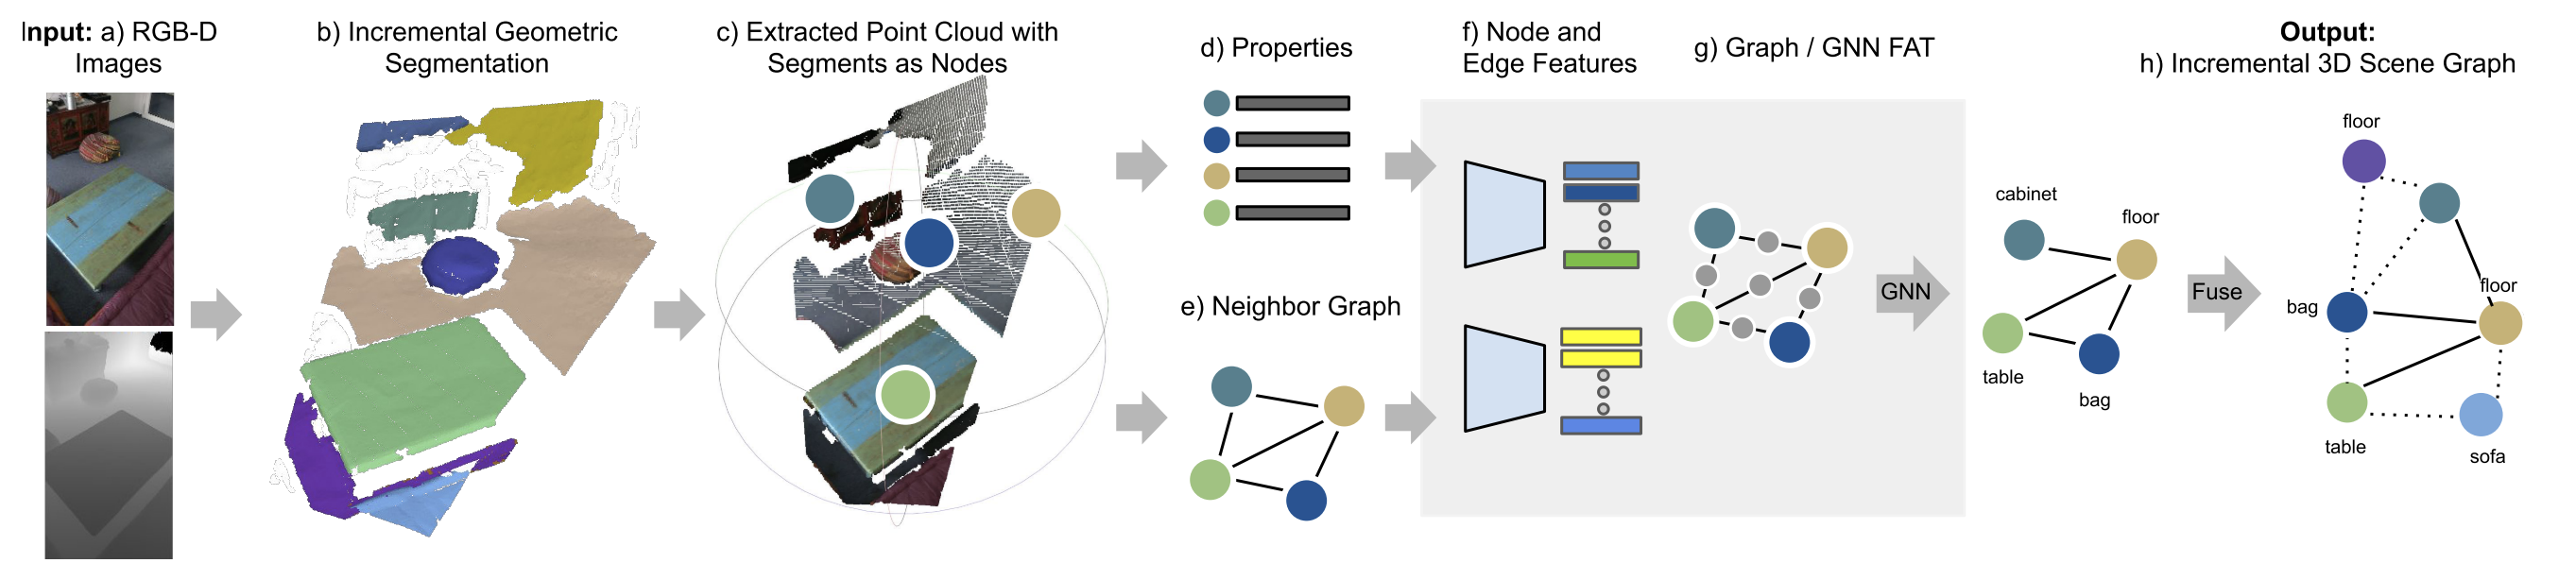 Input: a) RGB-D
Images
b) Incremental Geometric
Segmentation
c) Extracted Point Cloud with
Segments as Nodes
d) Properties
e) Neighbor Graph
f) Node and
Edge Features
g) Graph / GNN FAT
GNN
cabinet
floor
table
bag
Fuse
Output:
h) Incremental 3D Scene Graph
floor
floor
bag
table
sofa